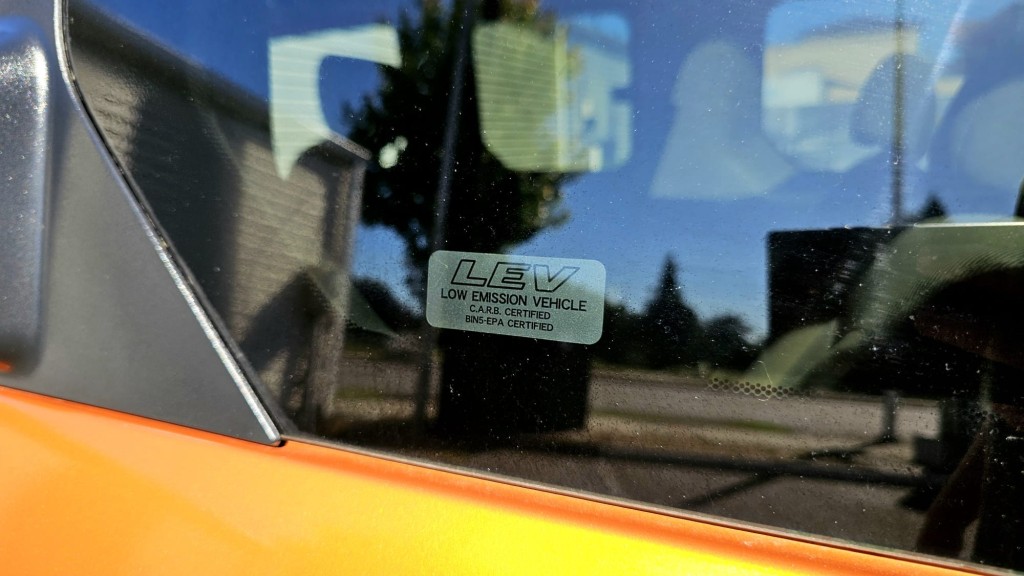 LEV
LOW EMISSION VEHICLE
C.A.R.B. CERTIFIED
BIN5-EPA CERTIFIED